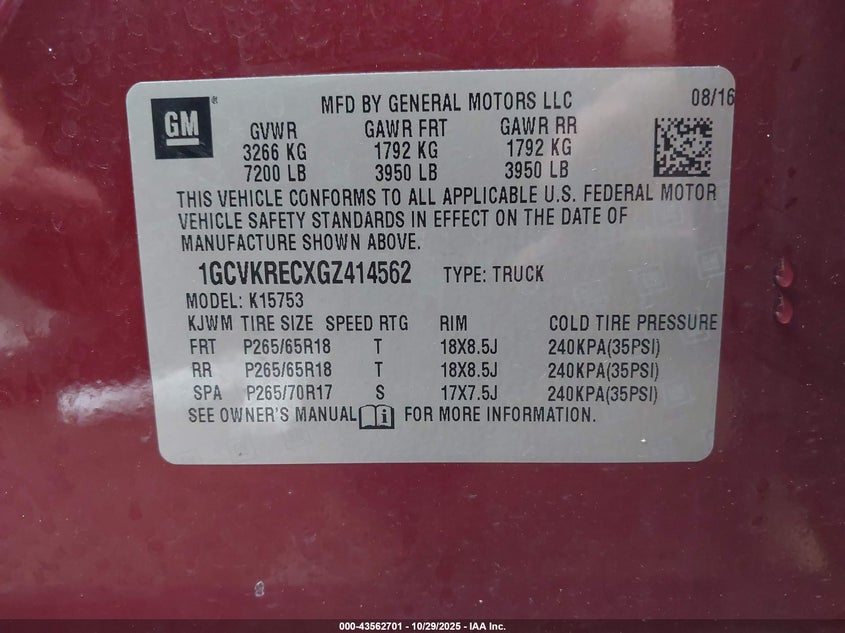 GM
®
MFD BY GENERAL MOTORS LLC 08/16
GVWR GAWR FRT GAWR RR
3266 KG 1792 KG 1792 KG
7200 LB 3950 LB 3950 LB
THIS VEHICLE CONFORMS TO ALL APPLICABLE U.S. FEDERAL MOTOR
VEHICLE SAFETY STANDARDS IN EFFECT ON THE DATE OF
MANUFACTURE SHOWN ABOVE.
1GCVKRECXGZ414562 TYPE: TRUCK
MODEL: K15753
KJWM TIRE SIZE SPEED RTG RIM COLD TIRE PRESSURE
FRT P265/65R18 T 18X8.5J 240KPA(35PSI)
RR P265/65R18 T 18X8.5J 240KPA(35PSI)
SPA P265/70R17 S 17X7.5J 240KPA(35PSI)
SEE OWNER'S MANUAL i FOR MORE INFORMATION.
000-43562701 - 10/29/2025 - IAA Inc.